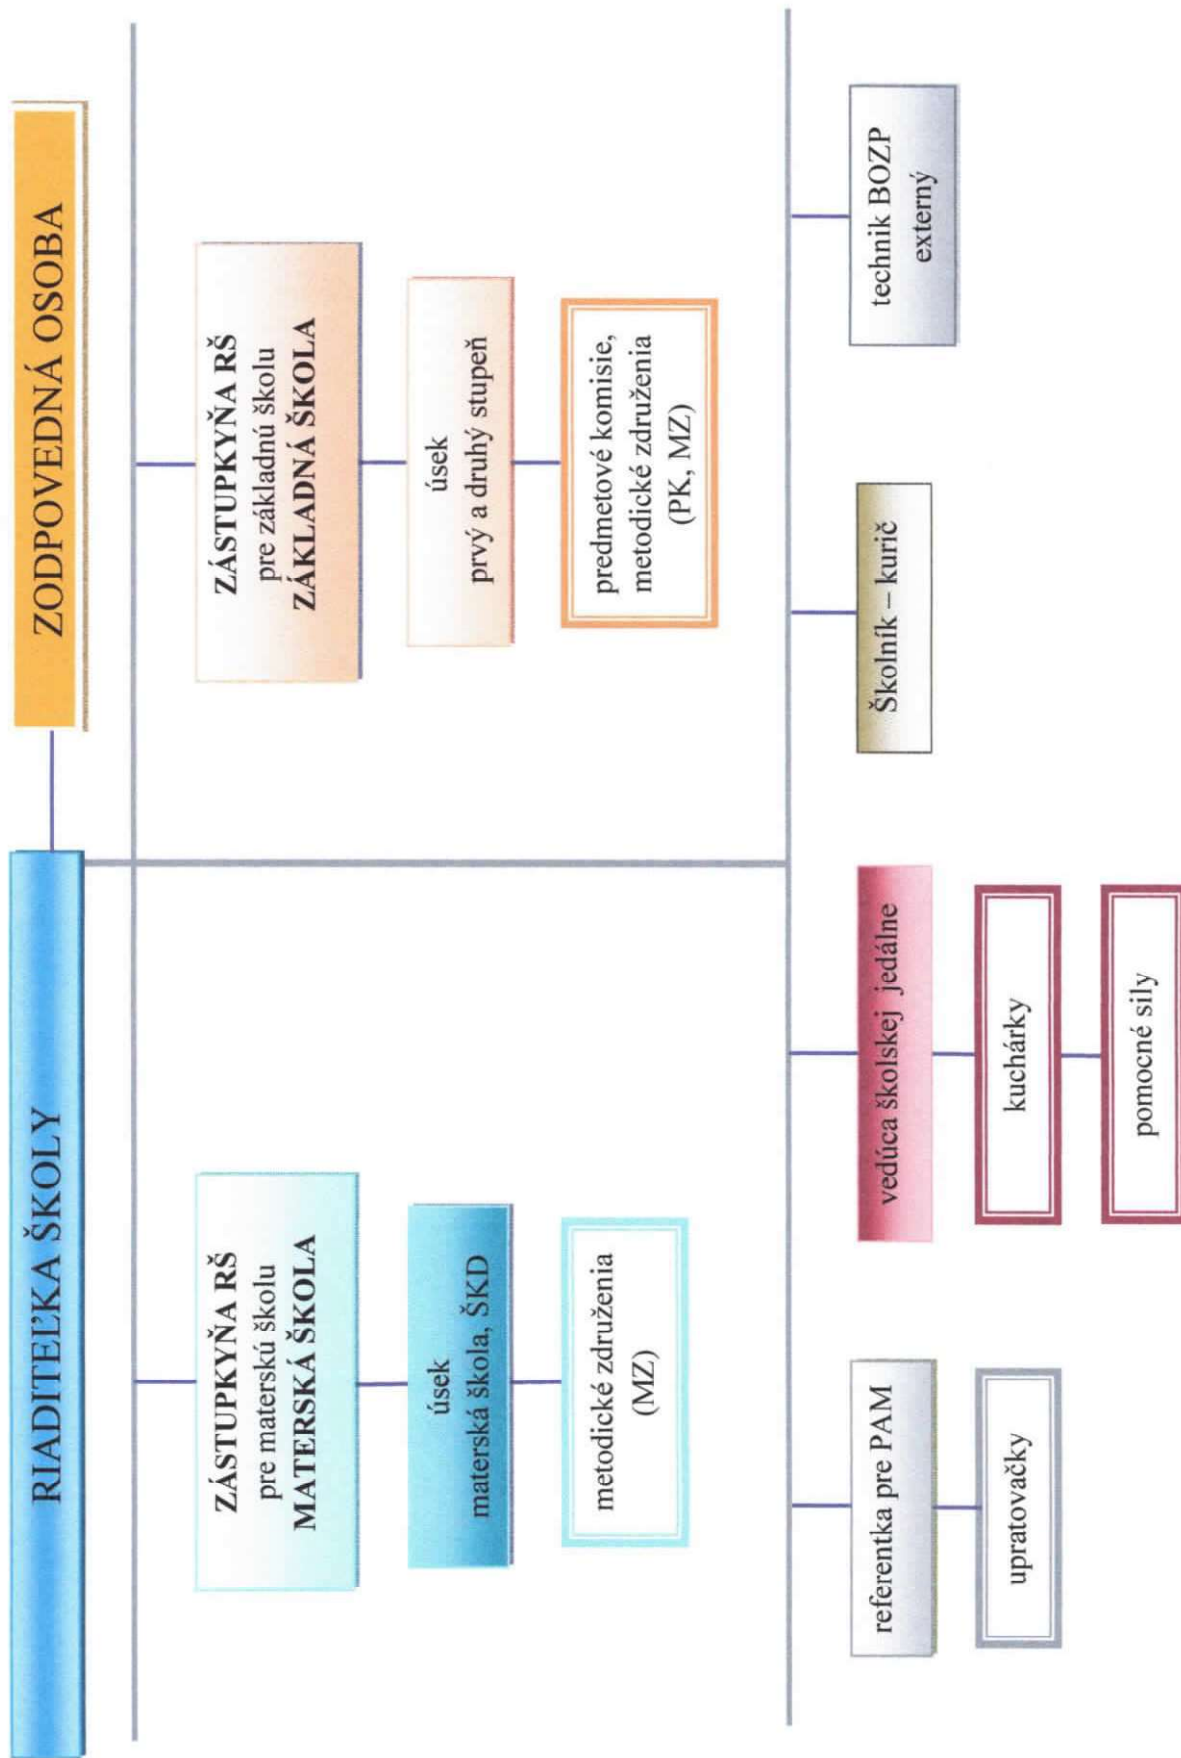 RIADITEĽKA ŠKOLY
ZODPOVEDNÁ OSOBA
ZÁSTUPKYŇA RŠ
pre materskú školu
MATERSKÁ ŠKOLA
úsek
materská škola, ŠKD
metodické združenia
(MZ)
ZÁSTUPKYŇA RŠ
pre základnú školu
ZÁKLADNÁ ŠKOLA
úsek
prvý a druhý stupeň
predmetové komisie,
metodické združenia
(PK, MZ)
referentka pre PAM
upratovačky
vedúca školskej jedálne
kuchárky
pomocné sily
Školník – kurič
technik BOZP
externý